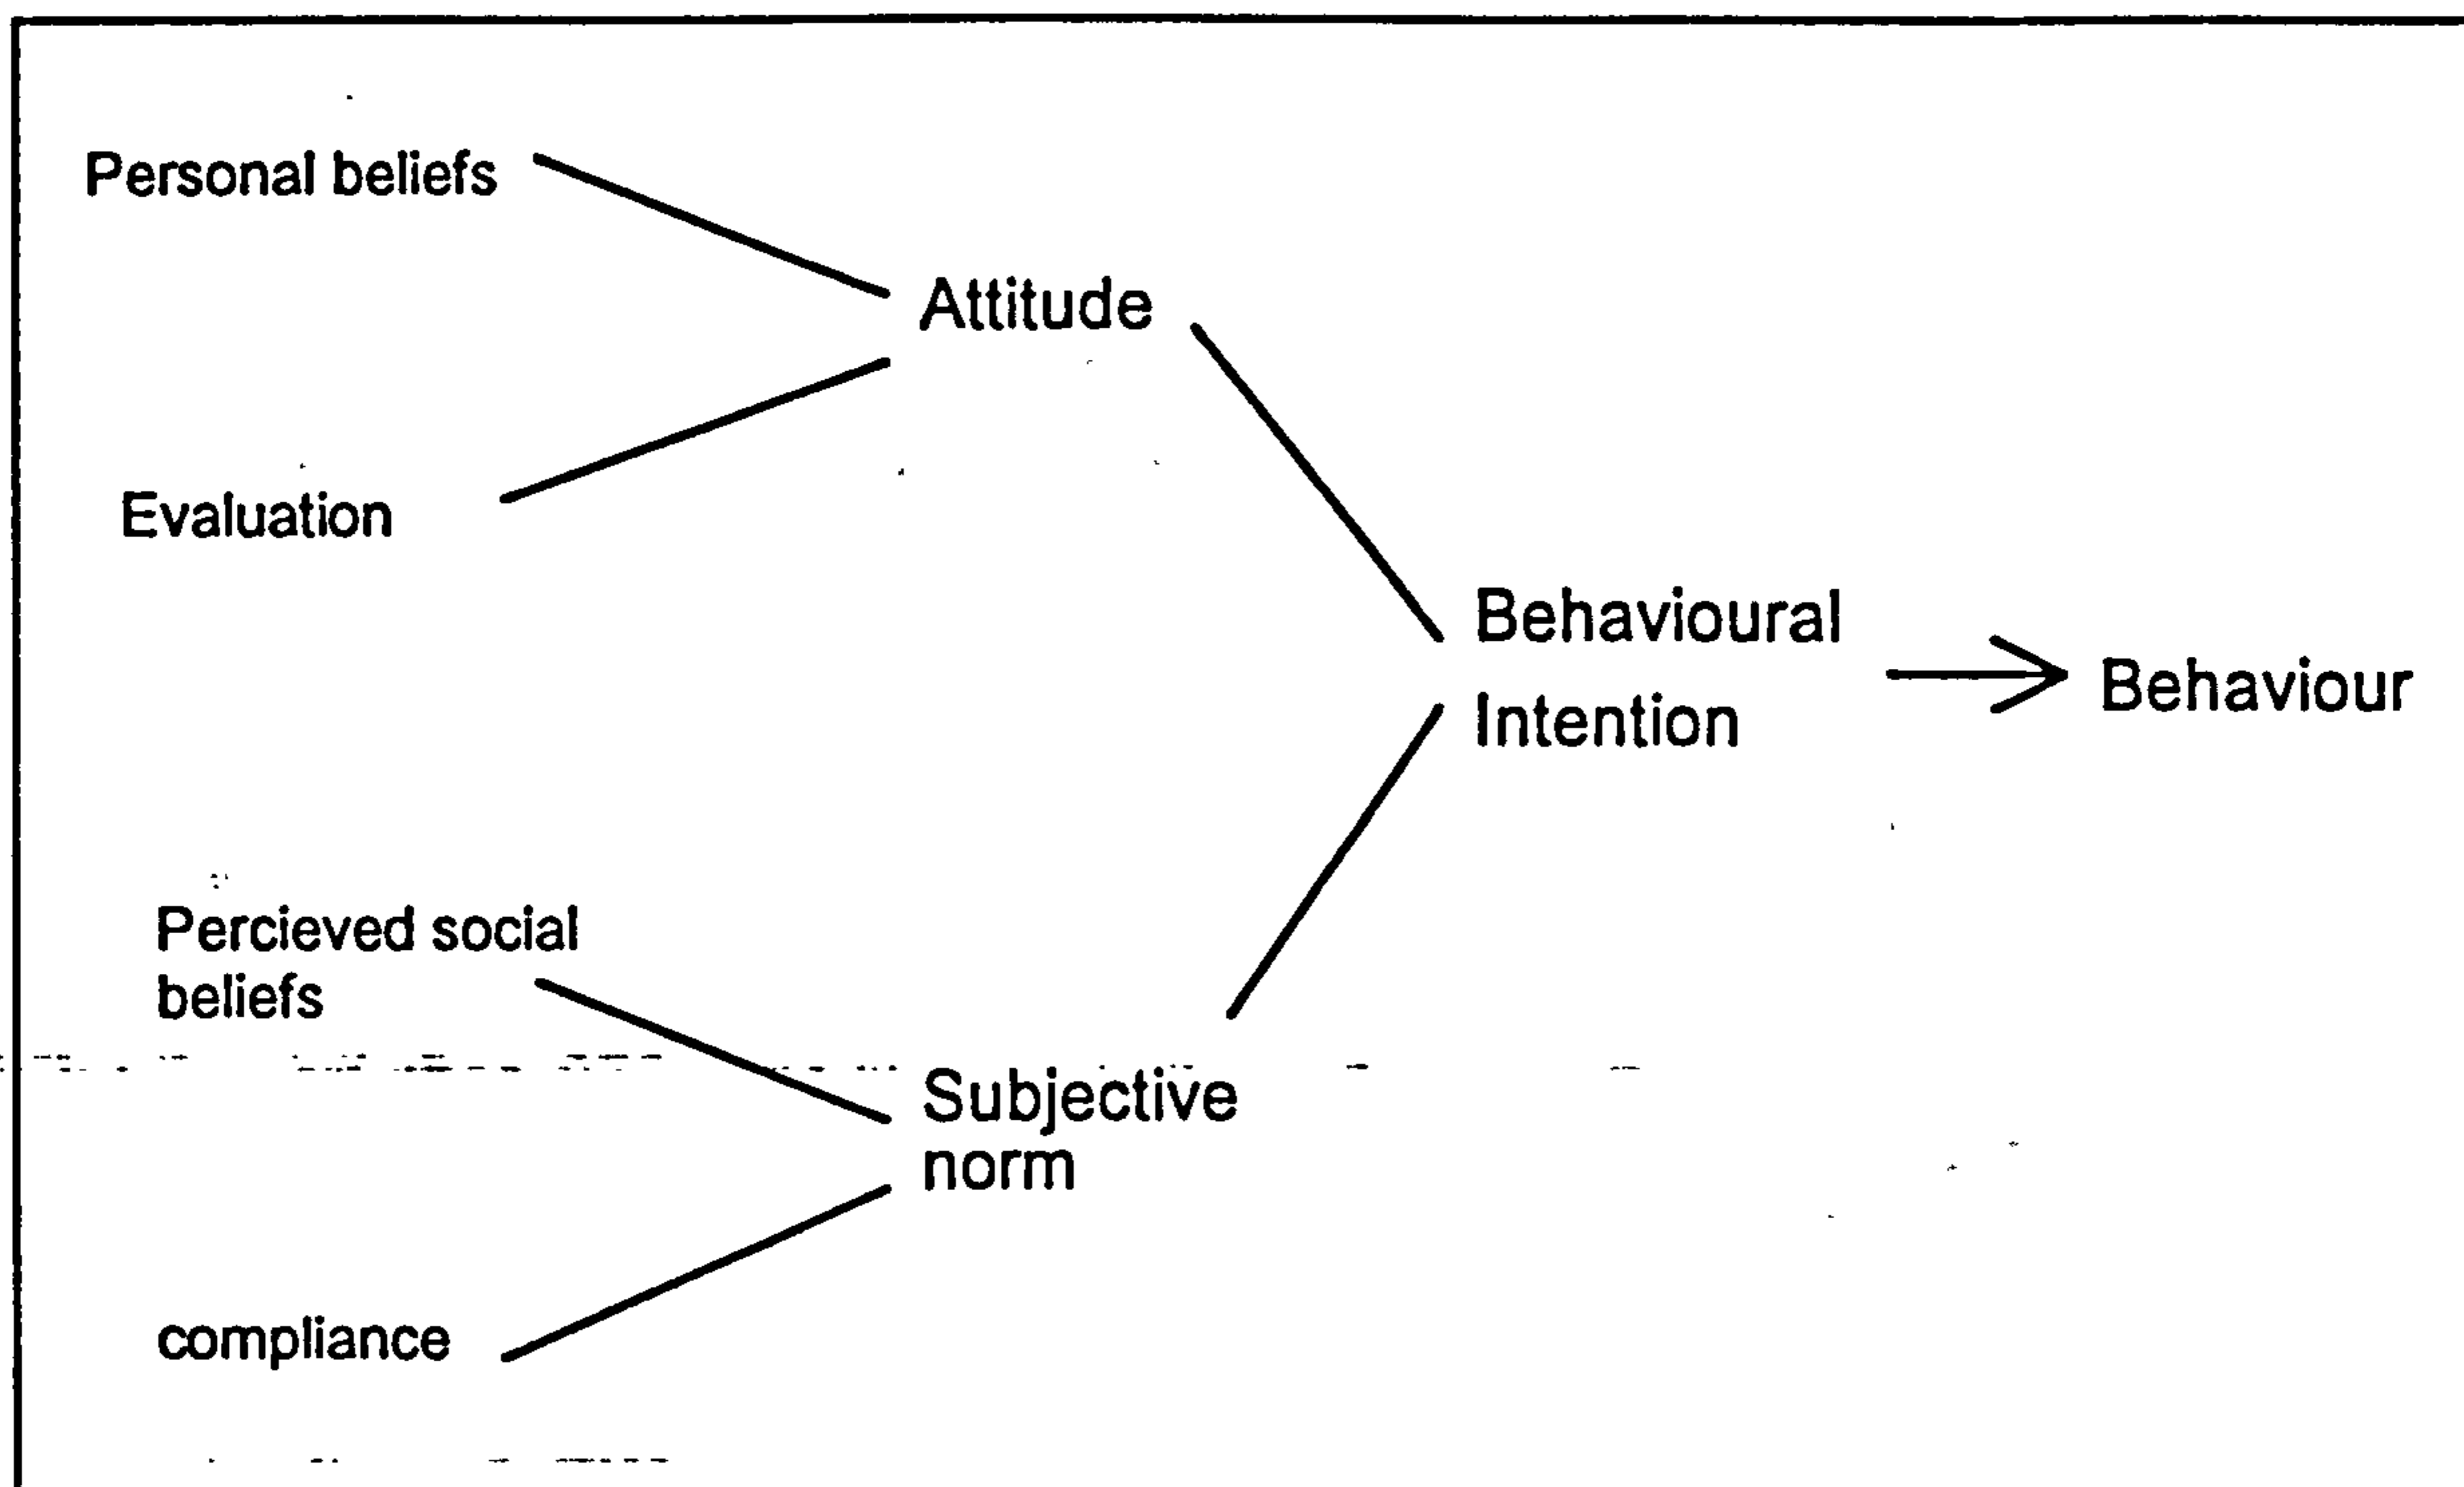 Personal beliefs
Attitude
Evaluation
Behavioural
Intention
Behaviour
Percieved social
beliefs
Subjective
norm
compliance